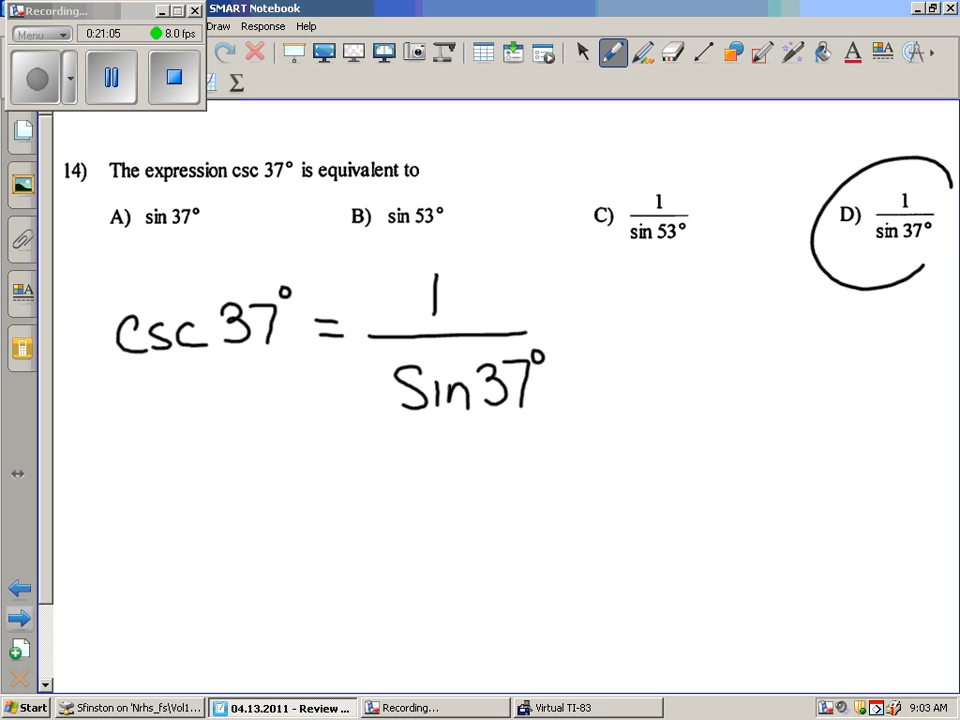 Recording...
SMART Notebook
Menu
0:21:05
8.0 fps
Draw Response Help
14) The expression csc 37° is equivalent to
A) sin 37°
B) sin 53°
C) 1
sin 53°
D) 1
sin 37°
csc 37° = 1
Sin 37°
Start
Sfinston on 'Nrhs_fs\Vol1...
04.13.2011 - Review ...
Recording...
Virtual TI-83
9:03 AM